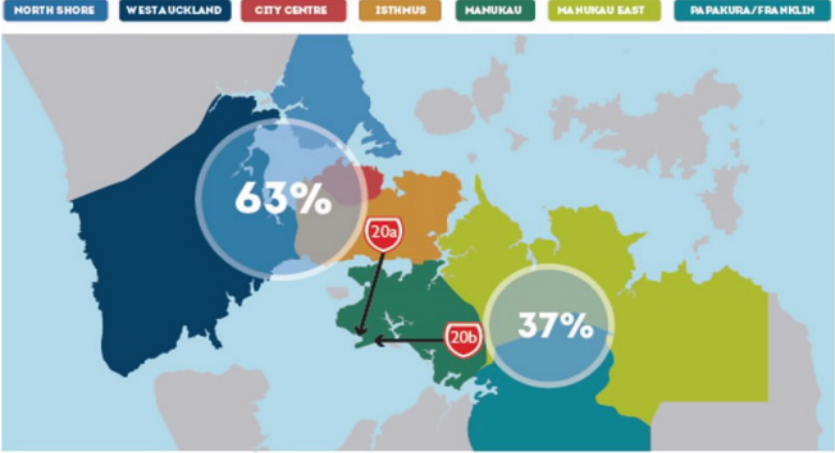 NORTH SHORE
WEST AUCKLAND
CITY CENTRE
ISTHMUS
MANUKAU
MANUKAU EAST
PAPAKURA/FRANKLIN
63%
20a
37%
20b